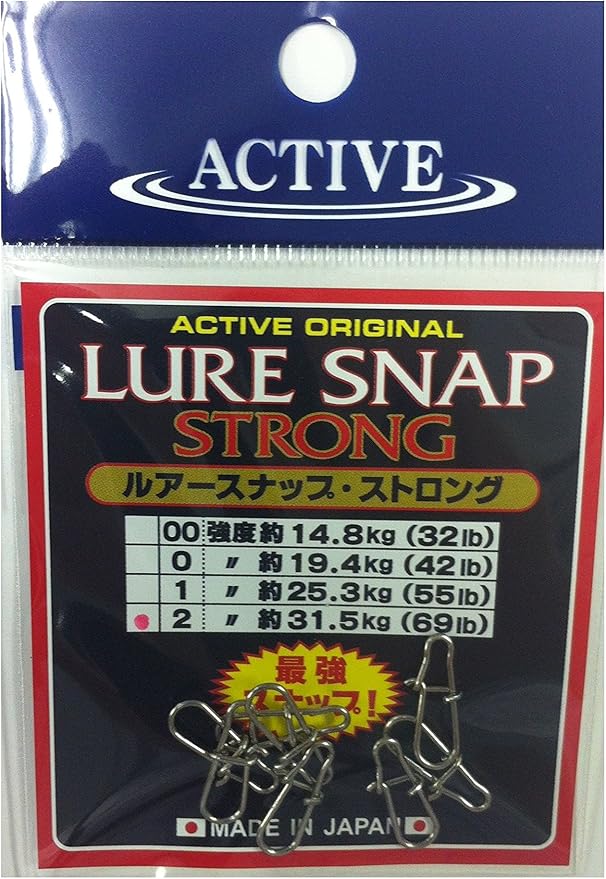 ACTIVE
ACTIVE ORIGINAL
LURE SNAP
STRONG
ルアースナップ・ストロング
00 強度 約 14.8kg (32lb)
0 〃 約 19.4kg (42lb)
1 〃 約 25.3kg (55lb)
2 〃 約 31.5kg (69lb)
最強
スナップ!
MADE IN JAPAN